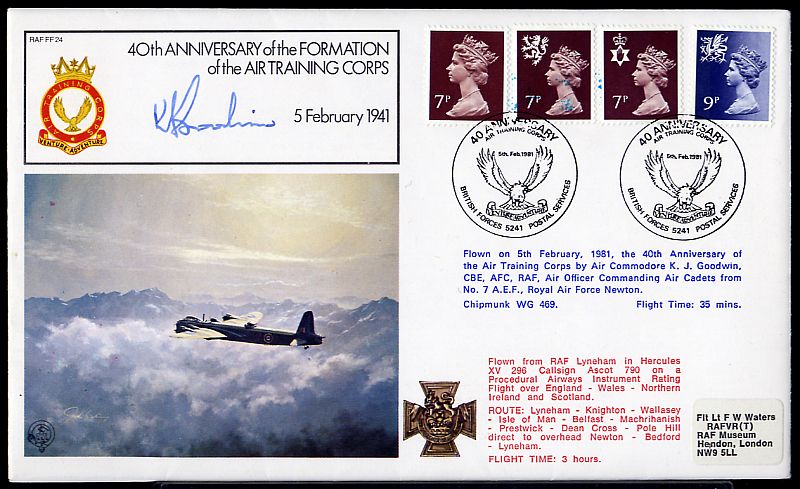 RAF FF 24
40th ANNIVERSARY of the FORMATION
of the AIR TRAINING CORPS
5 February 1941
AIR TRAINING CORPS
VENTURE ADVENTURE
7P
7P
7P
9P
40 ANNIVERSARY
AIR TRAINING CORPS
5th. Feb. 1981
VENTURE ADVENTURE
BRITISH FORCES 5241 POSTAL SERVICES
40 ANNIVERSARY
AIR TRAINING CORPS
5th. Feb. 1981
VENTURE ADVENTURE
BRITISH FORCES 5241 POSTAL SERVICES
Flown on 5th February, 1981, the 40th Anniversary of
the Air Training Corps by Air Commodore K. J. Goodwin,
CBE, AFC, RAF, Air Officer Commanding Air Cadets from
No. 7 A.E.F., Royal Air Force Newton.
Chipmunk WG 469. Flight Time: 35 mins.
Flown from RAF Lyneham in Hercules
XV 296 Callsign Ascot 790 on a
Procedural Airways Instrument Rating
Flight over England - Wales - Northern
Ireland and Scotland.
ROUTE: Lyneham - Knighton - Wallasey
- Isle of Man - Belfast - Machrihanish
- Prestwick - Dean Cross - Pole Hill
direct to overhead Newton - Bedford
- Lyneham.
FLIGHT TIME: 3 hours.
Flt Lt F W Waters
RAFVR(T)
RAF Museum
Hendon, London
NW9 5LL